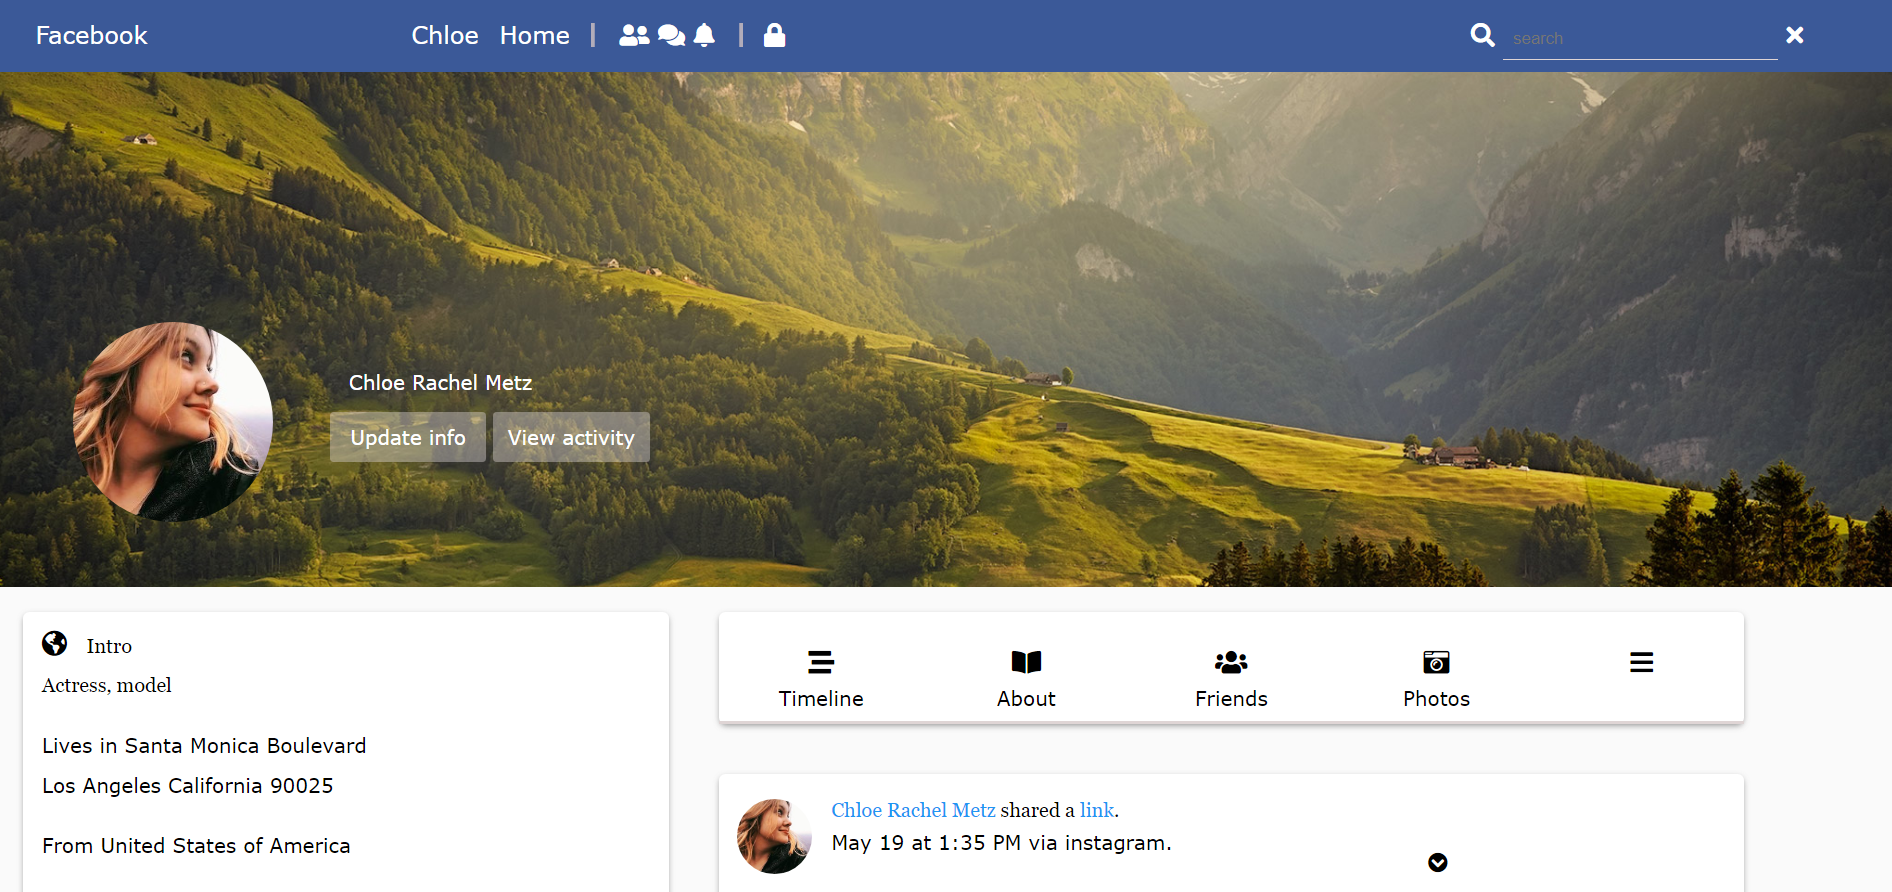 Facebook
Chloe Home
search
Chloe Rachel Metz
Update info View activity
Intro
Actress, model
Lives in Santa Monica Boulevard
Los Angeles California 90025
From United States of America
Timeline About Friends Photos
Chloe Rachel Metz shared a link.
May 19 at 1:35 PM via instagram.